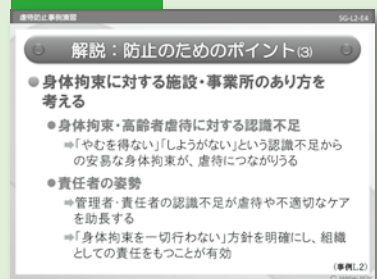 虐待防止事例演習 SG-L2-E4
解説：防止のためのポイント(3)
●身体拘束に対する施設・事業所のあり方を
考える
●身体拘束・高齢者虐待に対する認識不足
⇒「やむを得ない」「しょうがない」という認識不足から
の安易な身体拘束が、虐待につながりうる
●責任者の姿勢
⇒管理者・責任者の認識不足が虐待や不適切なケア
を助長する
⇒「身体拘束を一切行わない」方針を明確にし、組織
としての責任をもつことが有効
(事例L.2)